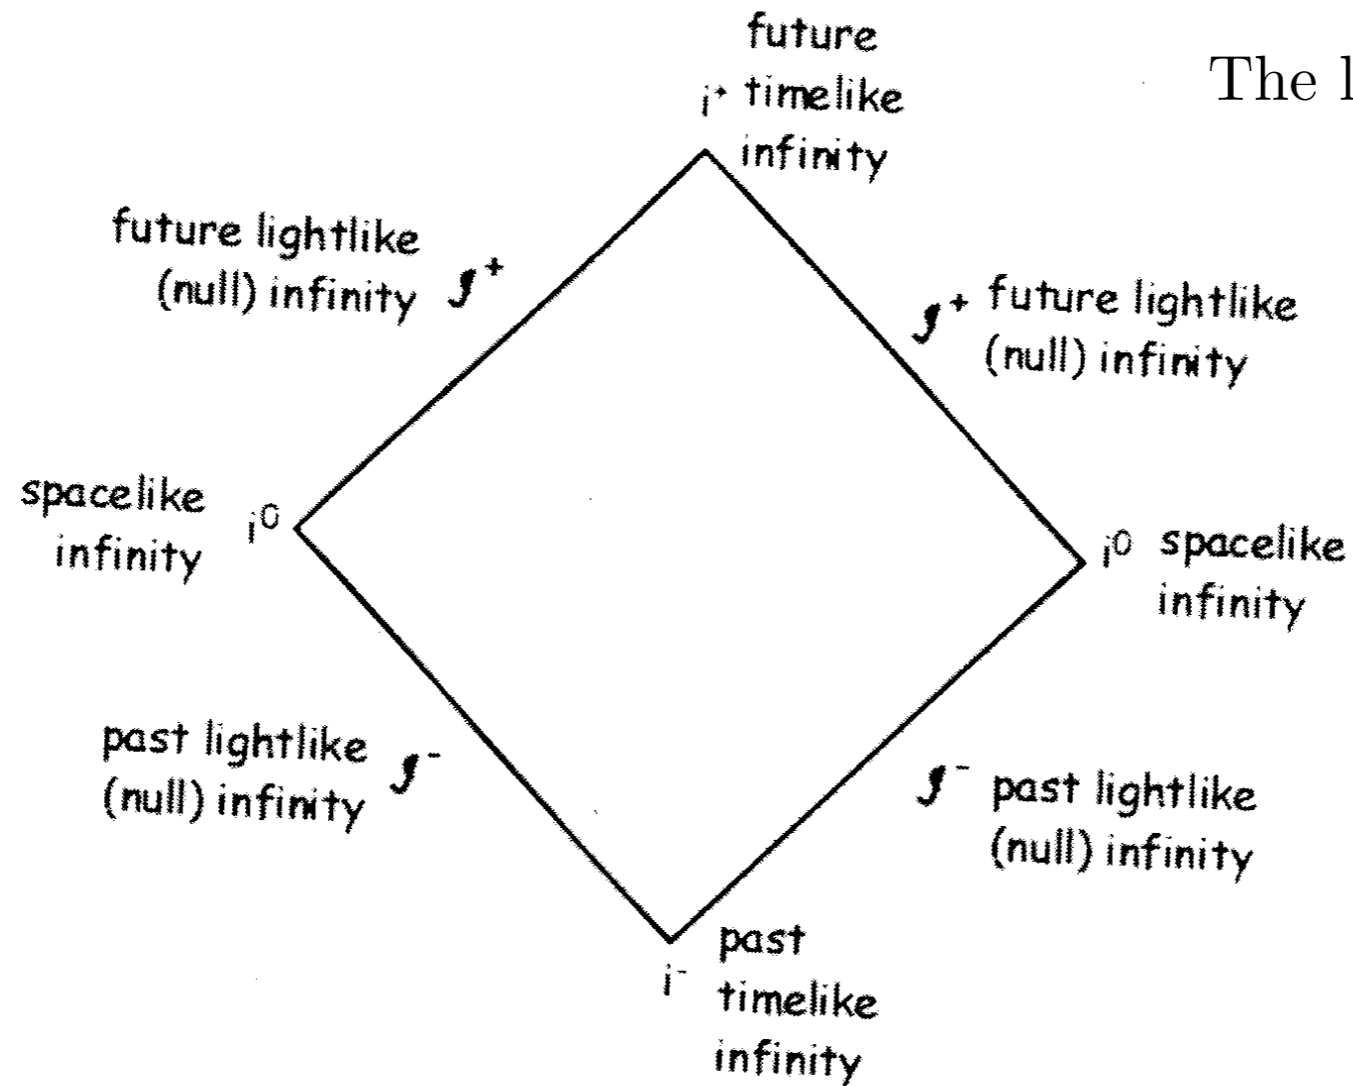 future
i⁺ timelike
infinity
The l
future lightlike
(null) infinity 𝓘⁺
𝓘⁺ future lightlike
(null) infinity
spacelike
infinity
i⁰
i⁰ spacelike
infinity
past lightlike
(null) infinity
𝓘⁻
𝓘⁻ past lightlike
(null) infinity
i⁻
past
timelike
infinity